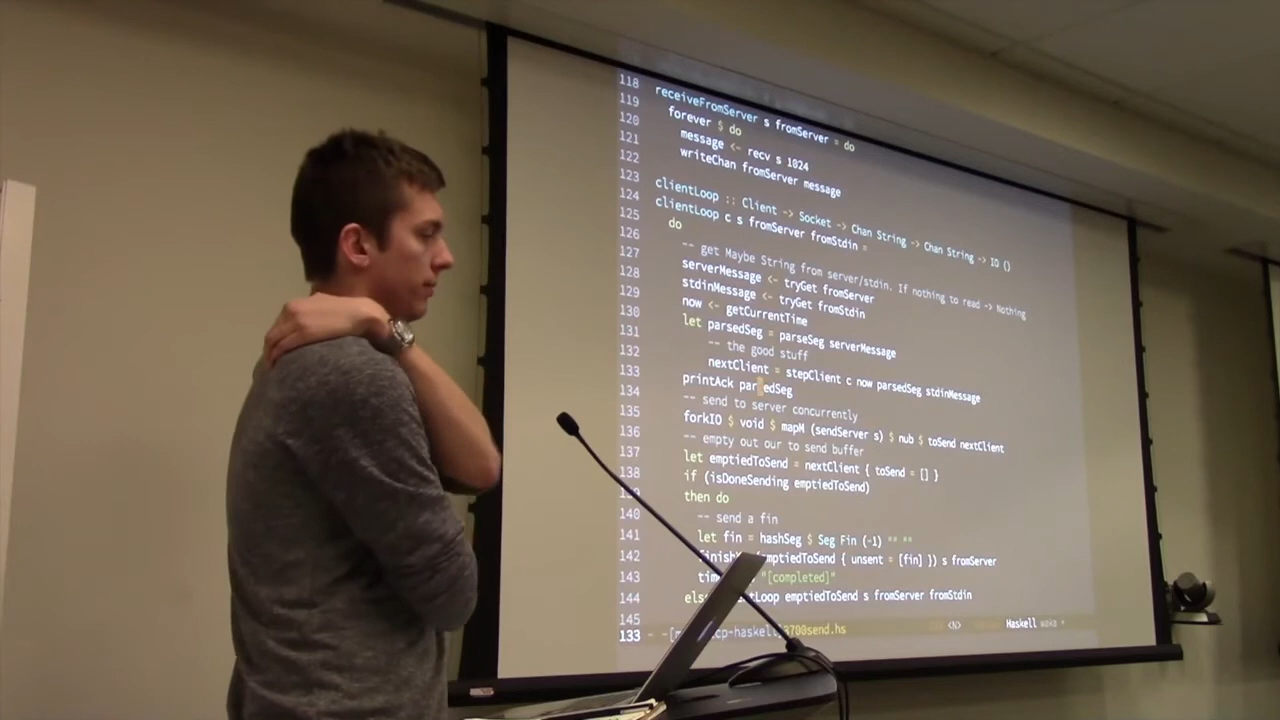 118
119 receiveFromServer s fromServer = do
120 forever $ do
121 message <- recv s 1024
122 writeChan fromServer message
123
124 clientLoop :: Client -> Socket -> Chan String -> Chan String -> IO ()
125 clientLoop c s fromServer fromStdin =
126 do
127 -- get Maybe String from server/stdin. If nothing to read -> Nothing
128 serverMessage <- tryGet fromServer
129 stdinMessage <- tryGet fromStdin
130 now <- getCurrentTime
131 let parsedSeg = parseSeg serverMessage
132 -- the good stuff
133 nextClient = stepClient c now parsedSeg stdinMessage
134 printAck parsedSeg
135 -- send to server concurrently
136 forkIO $ void $ mapM (sendServer s) $ nub $ toSend nextClient
137 -- empty out our to send buffer
138 let emptiedToSend = nextClient { toSend = [] }
139 if (isDoneSending emptiedToSend)
140 then do
141 -- send a fin
142 let fin = hashSeg $ Seg Fin (-1) "" ""
143 (emptiedToSend { unsent = [fin] }) s fromServer
144 "[completed]"
145 emptiedToSend s fromServer fromStdin
133 3700send.hs <N> Haskell